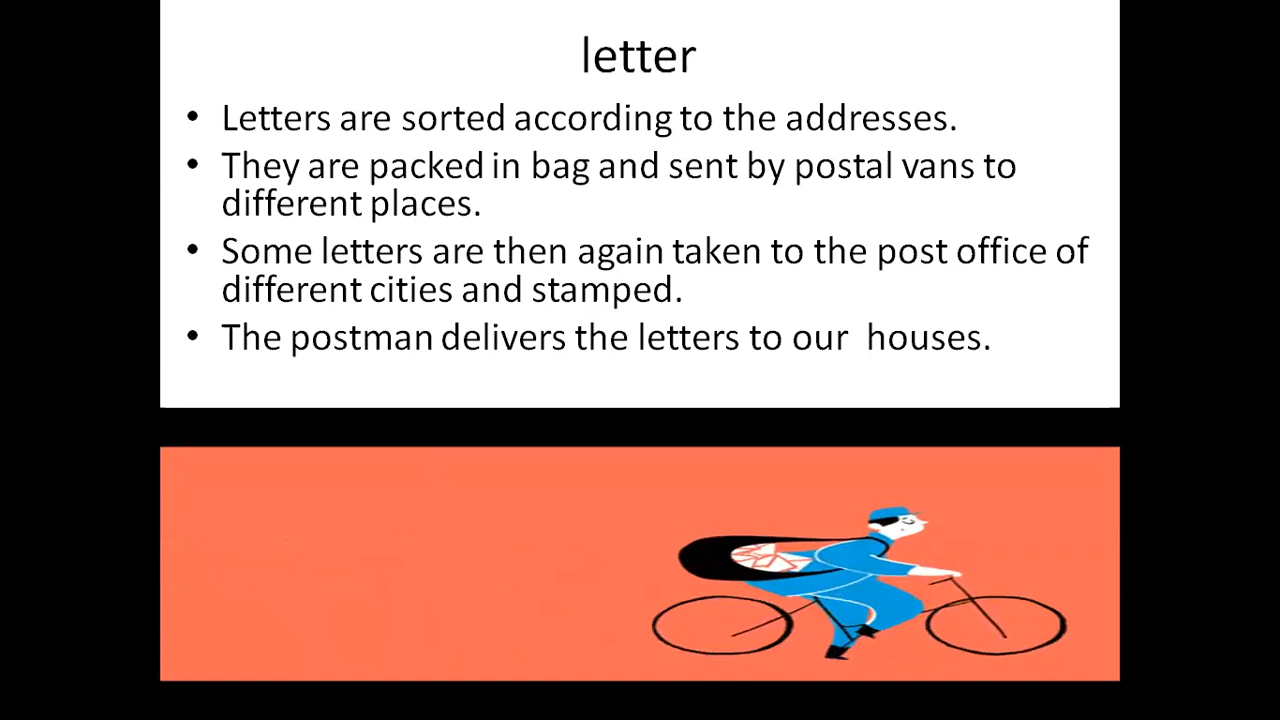 letter
• Letters are sorted according to the addresses.
• They are packed in bag and sent by postal vans to
different places.
• Some letters are then again taken to the post office of
different cities and stamped.
• The postman delivers the letters to our  houses.